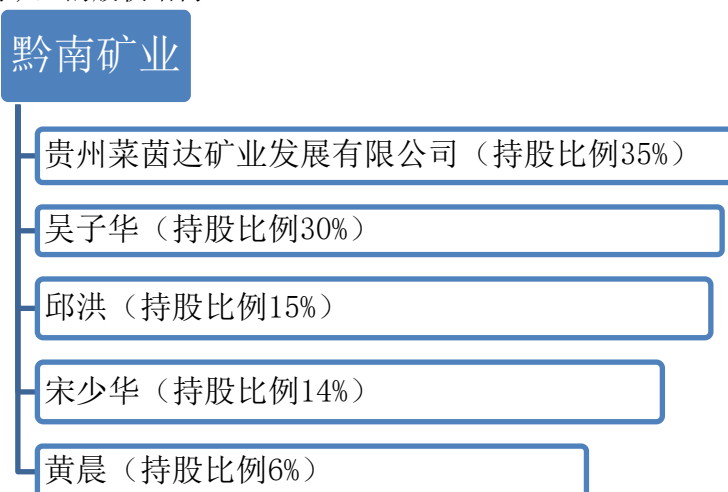 黔南矿业
贵州菜茵达矿业发展有限公司（持股比例35%）
吴子华（持股比例30%）
邱洪（持股比例15%）
宋少华（持股比例14%）
黄晨（持股比例6%）